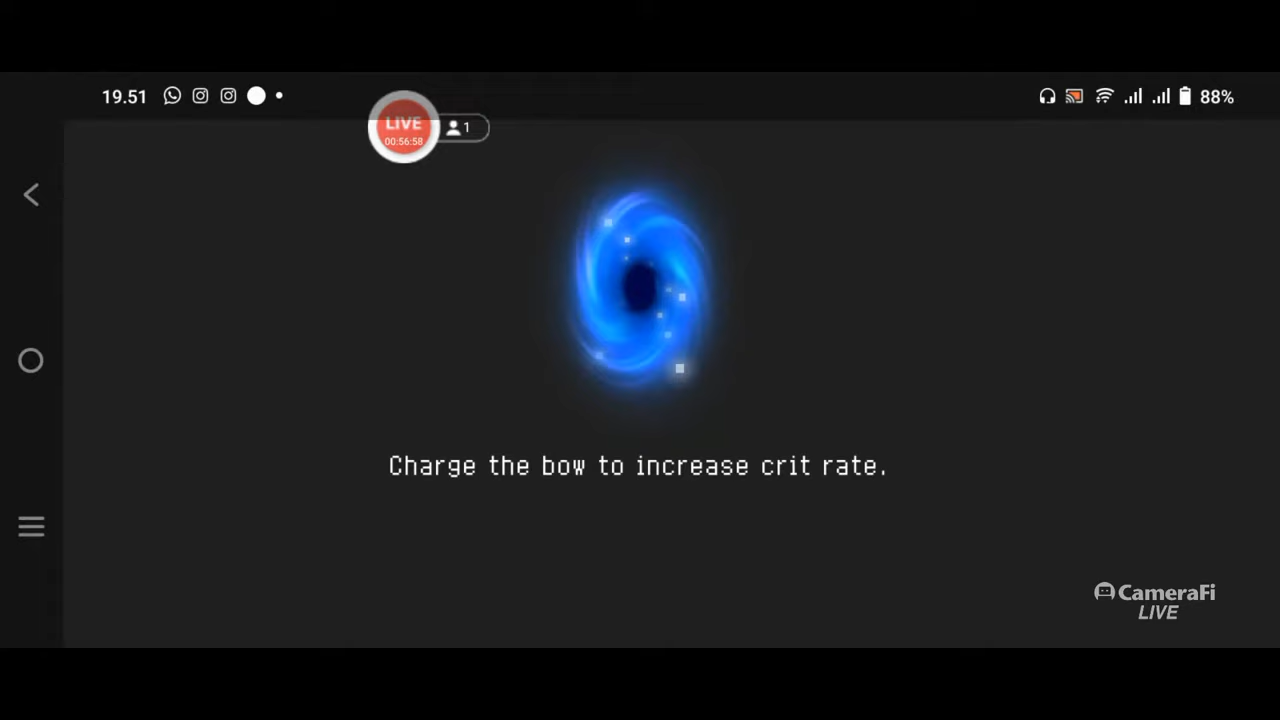 19.51
88%
LIVE
00:56:58
1
Charge the bow to increase crit rate.
CameraFi
LIVE